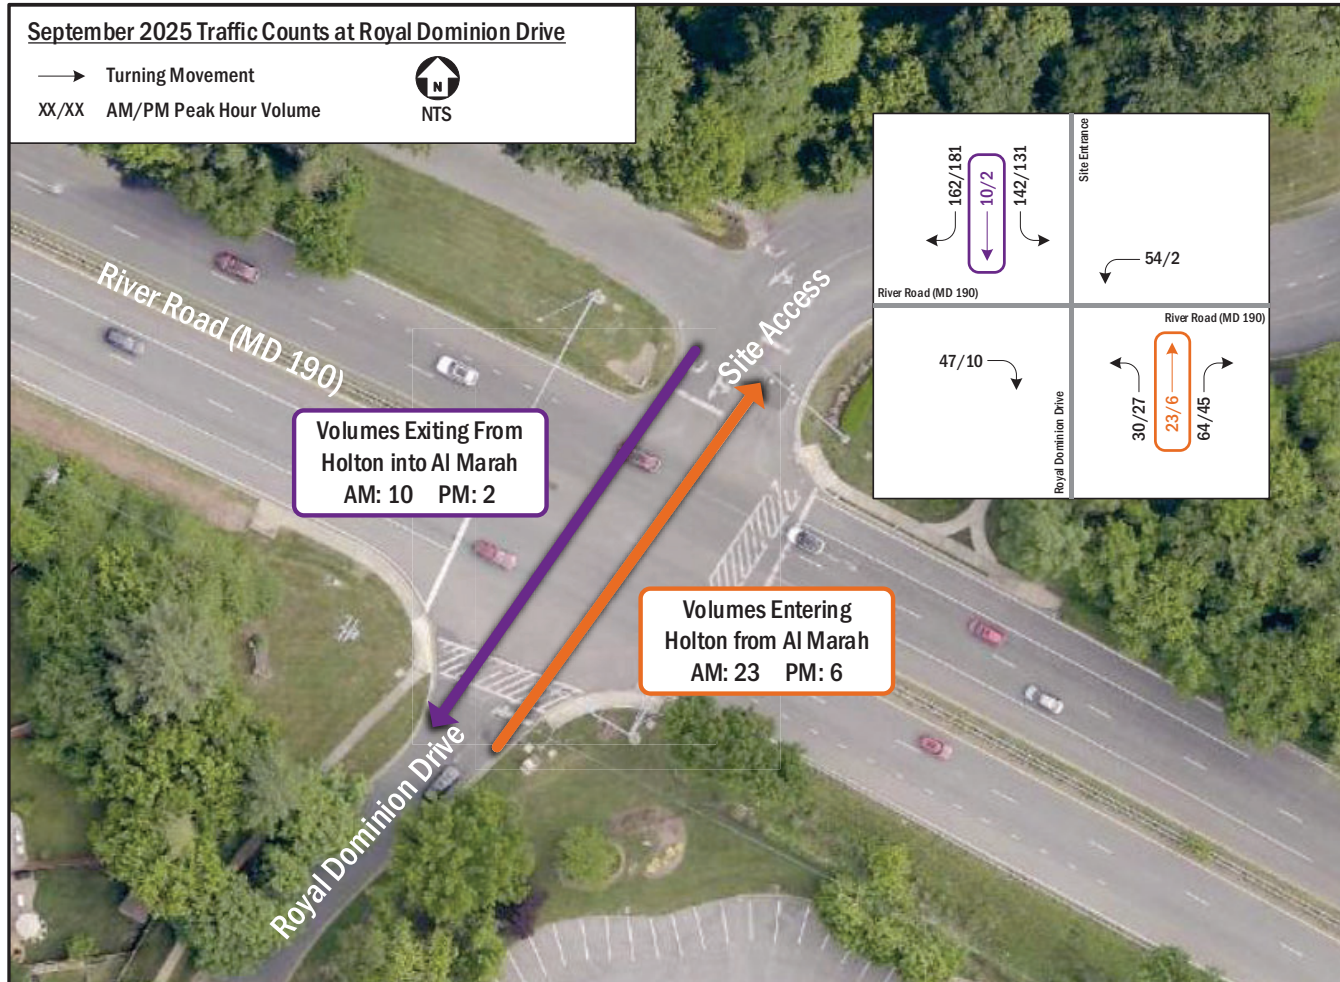 September 2025 Traffic Counts at Royal Dominion Drive
Turning Movement
XX/XX AM/PM Peak Hour Volume
N
NTS
River Road (MD 190)
Site Access
Royal Dominion Drive
Volumes Exiting From
Holton into Al Marah
AM: 10 PM: 2
Volumes Entering
Holton from Al Marah
AM: 23 PM: 6
162/181
10/2
142/131
Site Entrance
54/2
River Road (MD 190)
River Road (MD 190)
47/10
Royal Dominion Drive
30/27
23/6
64/45